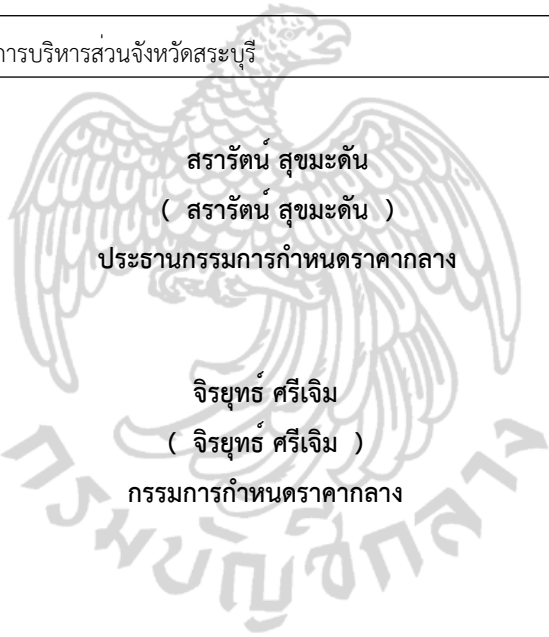 การบริหารส่วนจังหวัดสระบุรี
สรารัตน์ สุขมะดัน
( สรารัตน์ สุขมะดัน )
ประธานกรรมการกำหนดราคากลาง
จิรยุทธ์ ศรีเจิม
( จิรยุทธ์ ศรีเจิม )
กรรมการกำหนดราคากลาง
กรมบัญชีกลาง